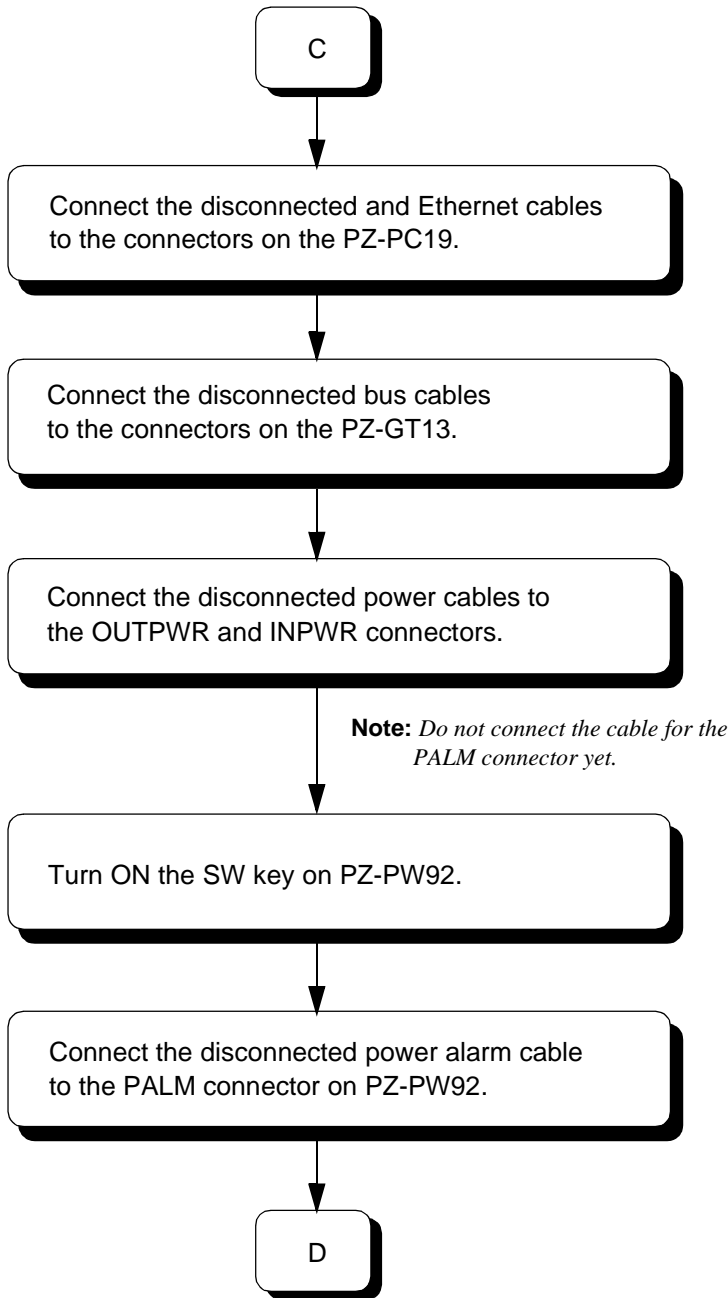 C
Connect the disconnected and Ethernet cables
to the connectors on the PZ-PC19.
Connect the disconnected bus cables
to the connectors on the PZ-GT13.
Connect the disconnected power cables to
the OUTPWR and INPWR connectors.
Note: Do not connect the cable for the
PALM connector yet.
Turn ON the SW key on PZ-PW92.
Connect the disconnected power alarm cable
to the PALM connector on PZ-PW92.
D